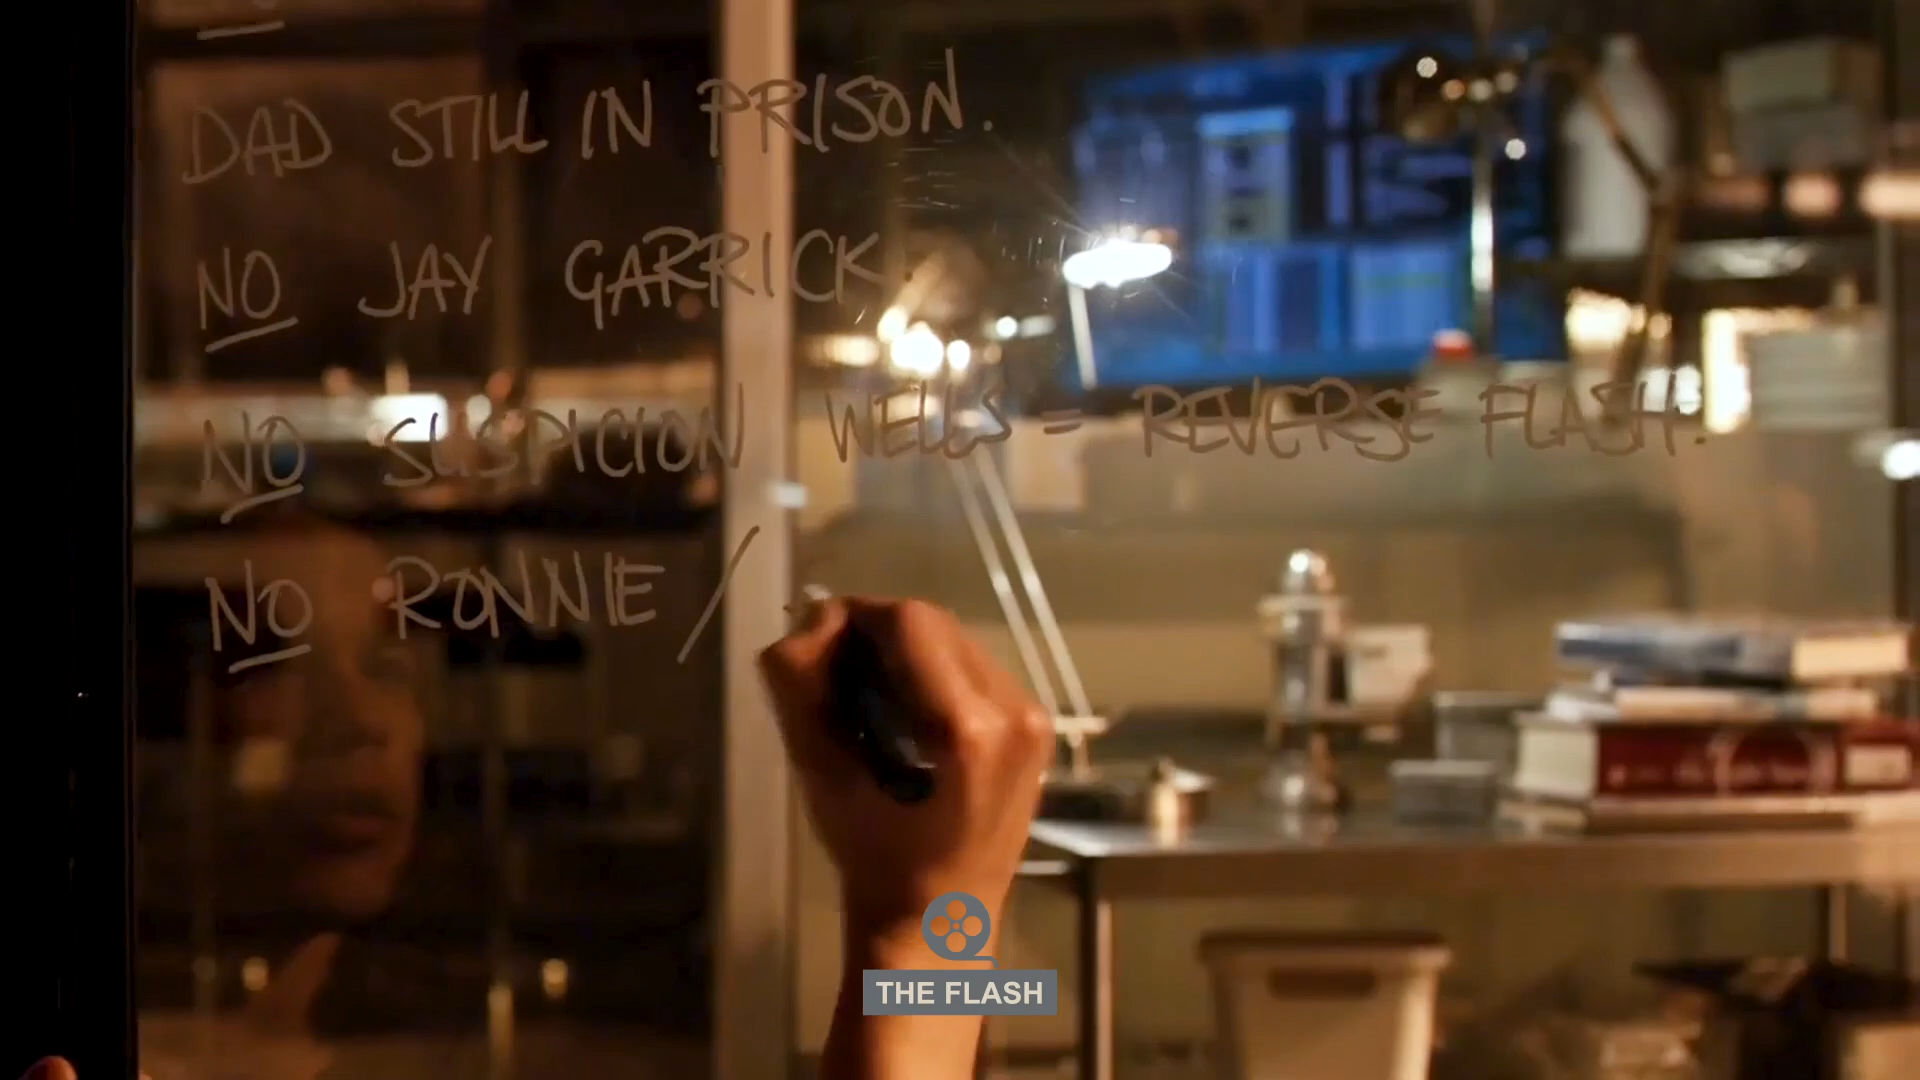 DAD STILL IN PRISON.
NO JAY GARRICK.
NO SUSPICION WELLS = REVERSE FLASH.
NO RONNIE /
THE FLASH